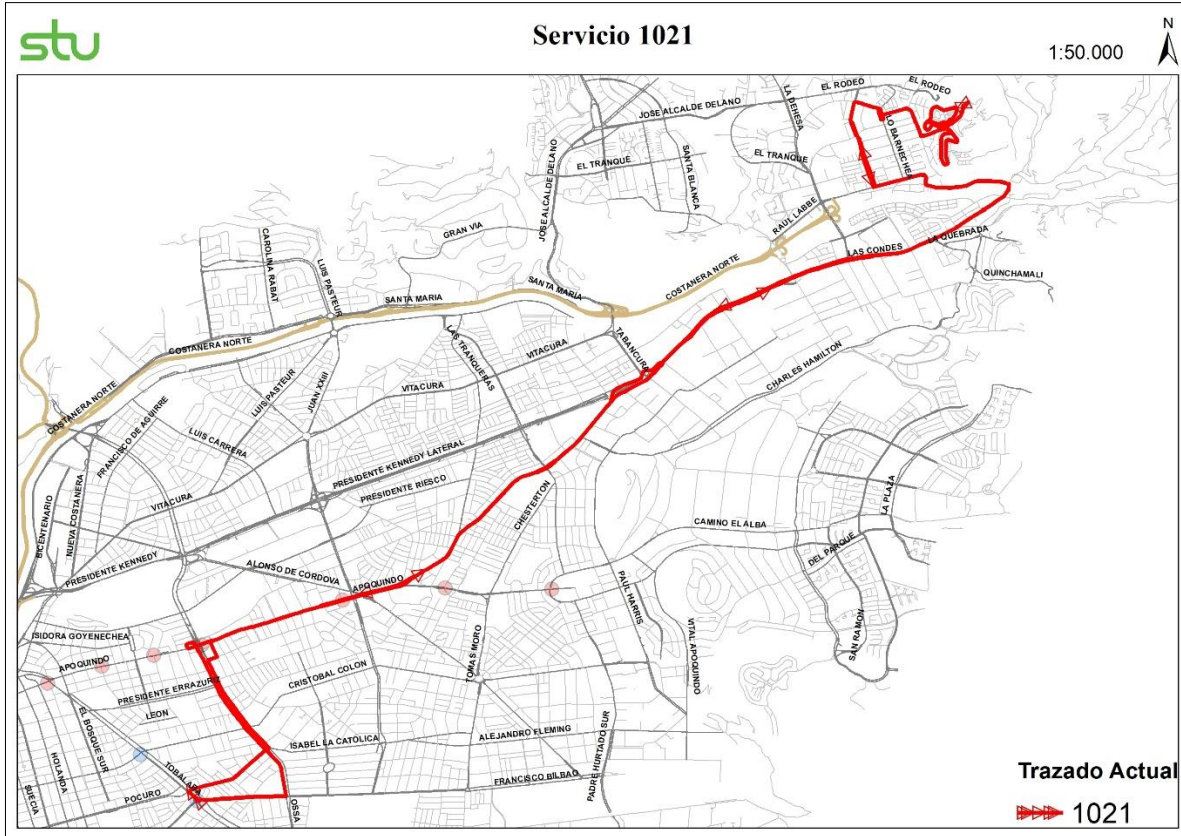 stu
Servicio 1021
1:50.000
N
EL RODEO
EL RODEO
LA DEHESA
JOSE ALCALDE DELANO
LO BARNECHEA
EL TRANQUE
EL TRANQUE
SANTA BLANCA
JOSE ALCALDE DELANO
RAUL LABBE
GRAN VIA
CAROLINA RABAT
LUIS PASTEUR
LAS CONDES
LA QUEBRADA
QUINCHAMALI
COSTANERA NORTE
SANTA MARIA
SANTA MARIA
COSTANERA NORTE
LAS TRANQUERAS
VITACURA
TABANCURA
CHARLES HAMILTON
JUAN XXIII
LUIS PASTEUR
VITACURA
COSTANERA NORTE
FRANCISCO DE AGUIRRE
LUIS CARRERA
PRESIDENTE KENNEDY LATERAL
PRESIDENTE RIESCO
CHESTERTON
LA PLAZA
VITACURA
NUEVA COSTANERA
BICENTENARIO
CAMINO EL ALBA
DEL PARQUE
PRESIDENTE KENNEDY
ALONSO DE CORDOVA
APOQUINDO
PAUL HARRIS
ISIDORA GOYENECHEA
SAN RAMON
VITAL APOQUINDO
TOMAS MORO
APOQUINDO
CRISTOBAL COLON
PRESIDENTE ERRAZURIZ
LEON
EL BOSQUE SUR
ISABEL LA CATOLICA
ALEJANDRO FLEMING
PADRE HURTADO SUR
HOLANDA
TOBALABA
FRANCISCO BILBAO
SUECIA
POCURO
OSSA
Trazado Actual
1021